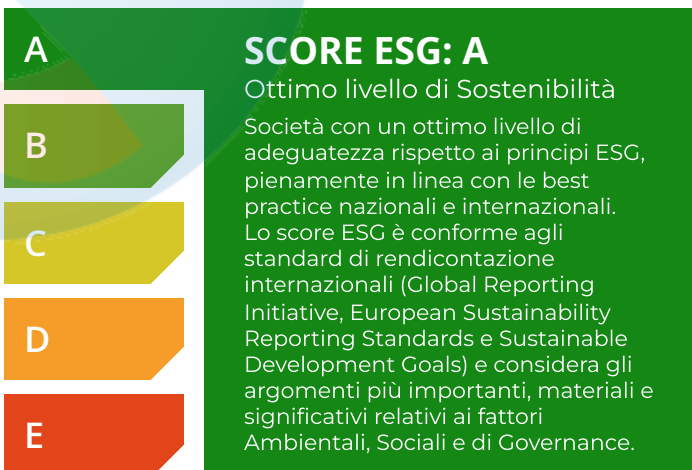 A
B
C
D
E
SCORE ESG: A
Ottimo livello di Sostenibilità
Società con un ottimo livello di
adeguatezza rispetto ai principi ESG,
pienamente in linea con le best
practice nazionali e internazionali.
Lo score ESG è conforme agli
standard di rendicontazione
internazionali (Global Reporting
Initiative, European Sustainability
Reporting Standards e Sustainable
Development Goals) e considera gli
argomenti più importanti, materiali e
significativi relativi ai fattori
Ambientali, Sociali e di Governance.